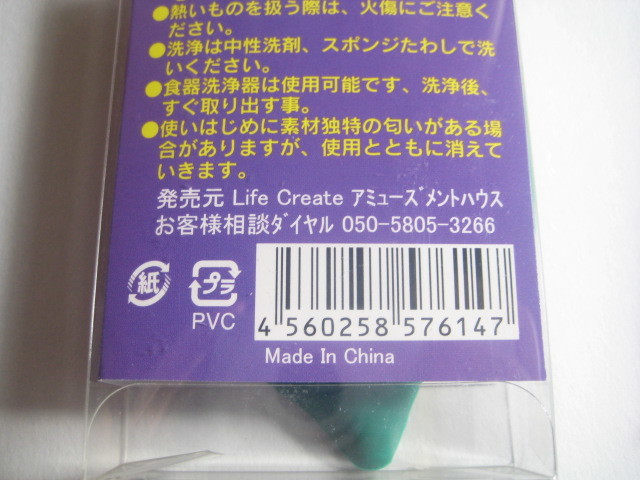 ●熱いものを扱う際は、火傷にご注意く
ださい。
●洗浄は中性洗剤、スポンジたわしで洗
いください。
●食器洗浄器は使用可能です、洗浄後、
すぐ取り出す事。
●使いはじめに素材独特の匂いがある場
合がありますが、使用とともに消えて
いきます。
発売元 Life Create アミューズメントハウス
お客様相談ダイヤル 050-5805-3266
紙 プラ
PVC
4 560258 576147
Made In China